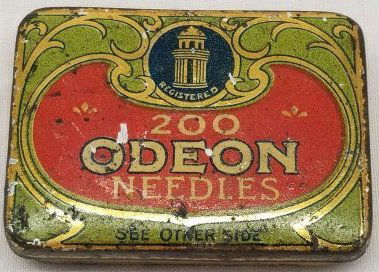 REGISTERED
200
ODEON
NEEDLES
SEE OTHER SIDE